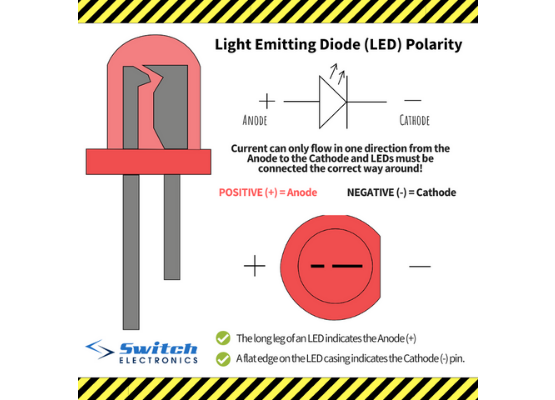 Light Emitting Diode (LED) Polarity
+ −
Anode Cathode
Current can only flow in one direction from the
Anode to the Cathode and LEDs must be
connected the correct way around!
POSITIVE (+) = Anode NEGATIVE (-) = Cathode
+ −
The long leg of an LED indicates the Anode (+)
A flat edge on the LED casing indicates the Cathode (-) pin.
Switch
ELECTRONICS